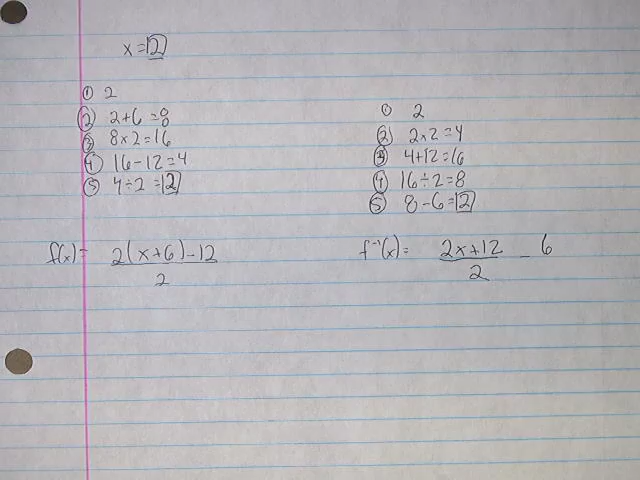 x = 2
① 2
② 2+6 = 8
③ 8 x 2 = 16
④ 16 - 12 = 4
⑤ 4 ÷ 2 = 2
① 2
② 2 x 2 = 4
③ 4 + 12 = 16
④ 16 ÷ 2 = 8
⑤ 8 - 6 = 2
f(x) = 2(x+6) - 12
2
f⁻¹(x) = 2x + 12 - 6
2